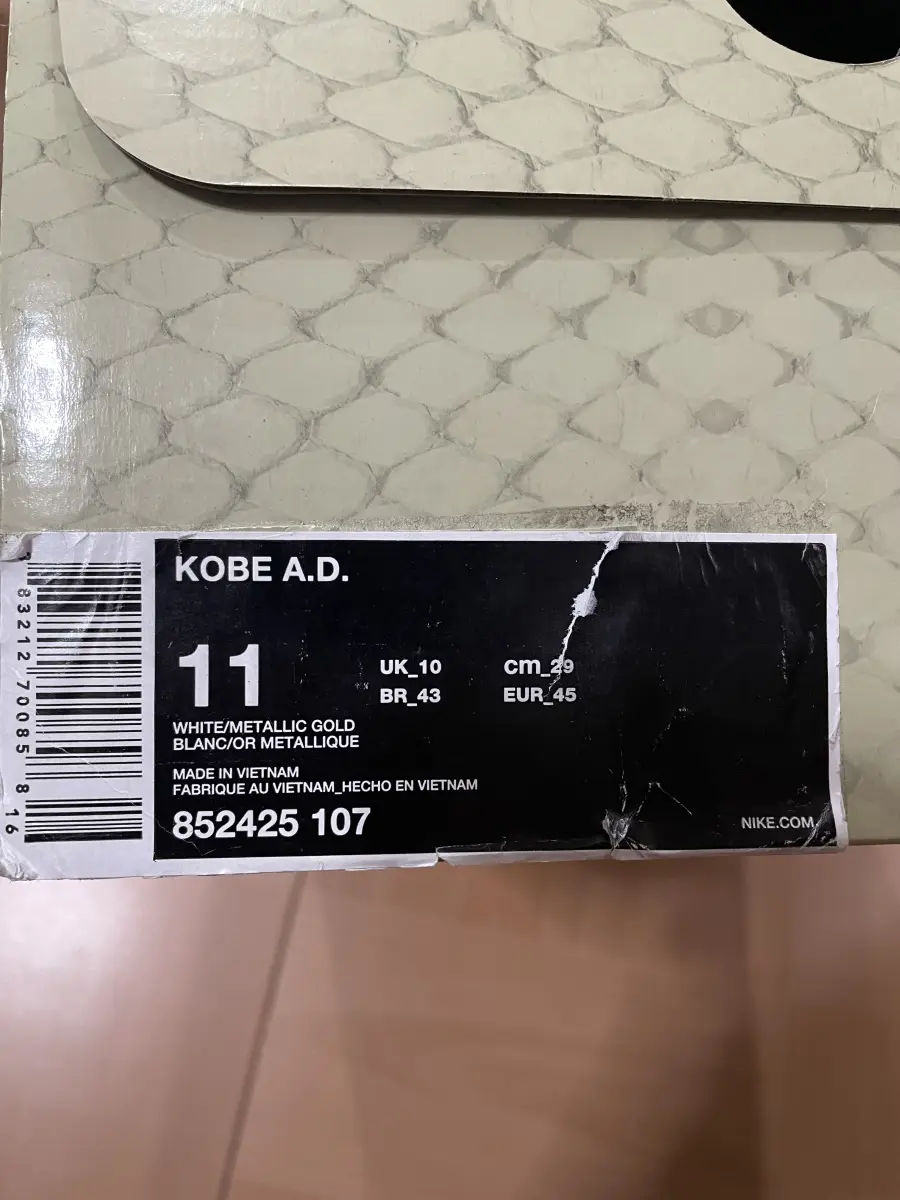 KOBE A.D.
11
UK_10 cm_29
BR_43 EUR_45
WHITE/METALLIC GOLD
BLANC/OR METALLIQUE
MADE IN VIETNAM
FABRIQUE AU VIETNAM_HECHO EN VIETNAM
852425 107
NIKE.COM
83212 70085 8 16